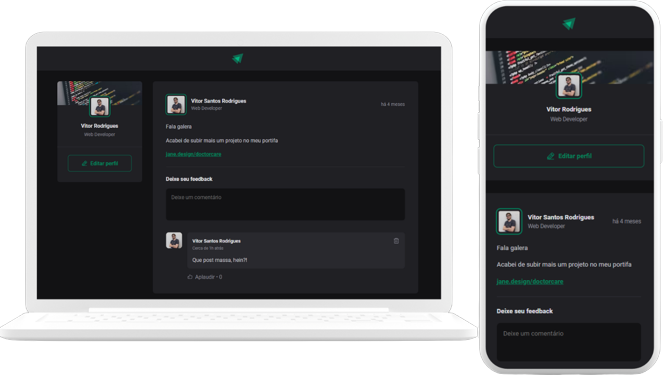 Vitor Rodrigues
Web Developer
Editar perfil
Vitor Santos Rodrigues
Web Developer
há 4 meses
Fala galera
Acabei de subir mais um projeto no meu portifa
jane.design/doctorcare
Deixe seu feedback
Deixe um comentário
Vitor Santos Rodrigues
Cerca de 1h atrás
Que post massa, hein?!
Aplaudir • 0
Vitor Rodrigues
Web Developer
Editar perfil
Vitor Santos Rodrigues
Web Developer
há 4 meses
Fala galera
Acabei de subir mais um projeto no meu portifa
jane.design/doctorcare
Deixe seu feedback
Deixe um comentário